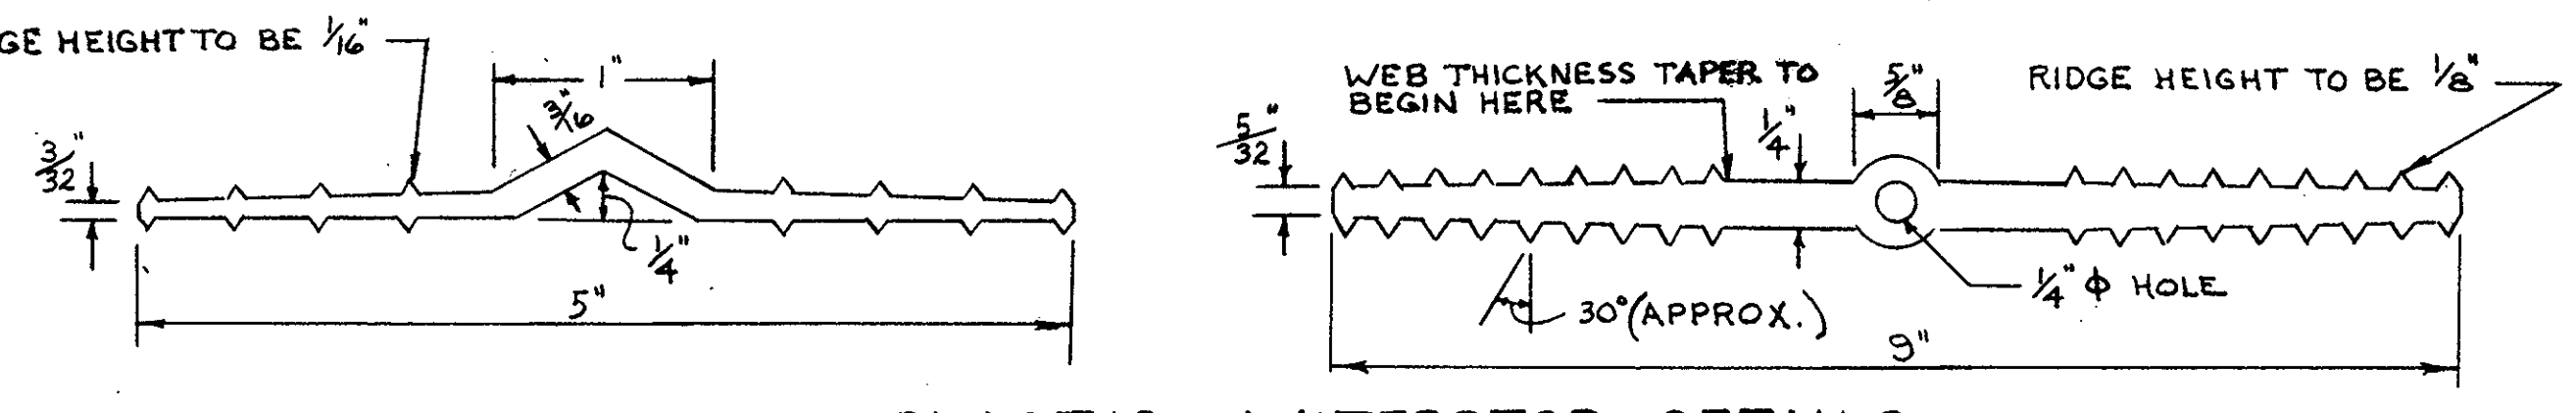 GE HEIGHT TO BE 1/16"
1"
3/16"
3/32"
1/4"
5"
WEB THICKNESS TAPER TO
BEGIN HERE
5/8"
RIDGE HEIGHT TO BE 1/8"
5/32"
1/4"
1/4" ϕ HOLE
30° (APPROX.)
9"